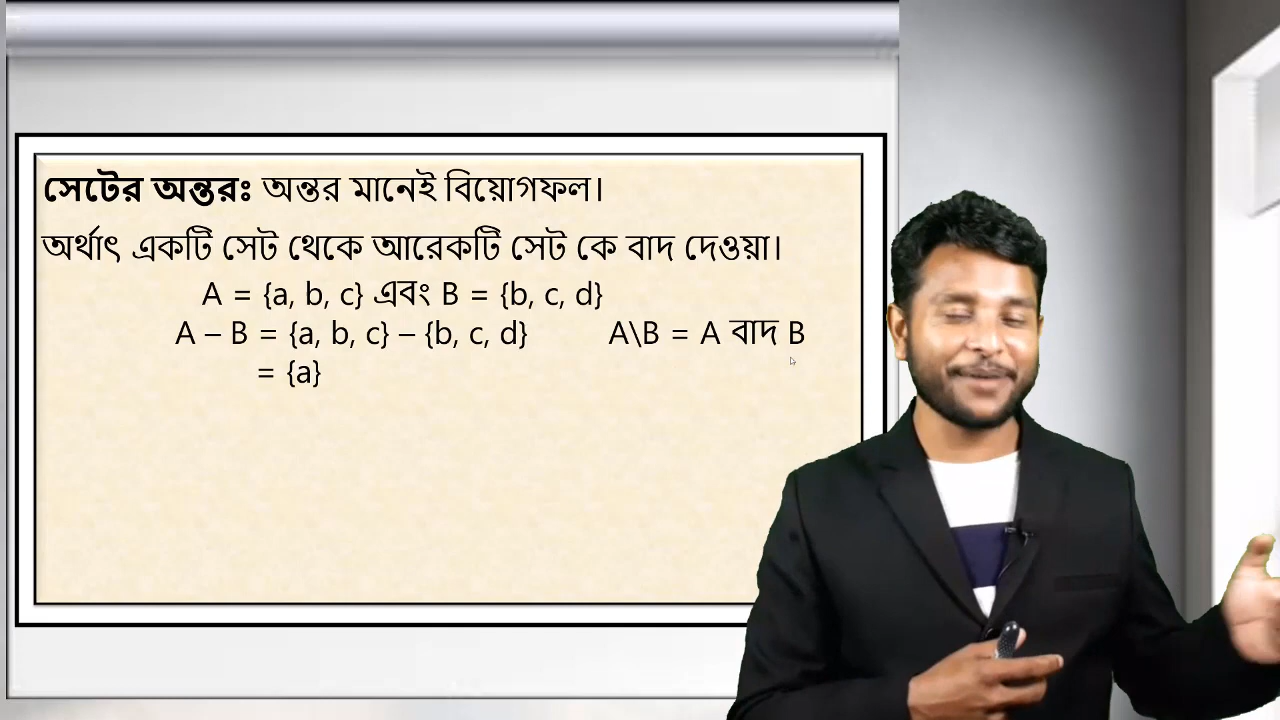 সেটের অন্তরঃ অন্তর মানেই বিয়োগফল।
অর্থাৎ একটি সেট থেকে আরেকটি সেট কে বাদ দেওয়া।
A = {a, b, c} এবং B = {b, c, d}
A – B = {a, b, c} – {b, c, d} A\B = A বাদ B
= {a}